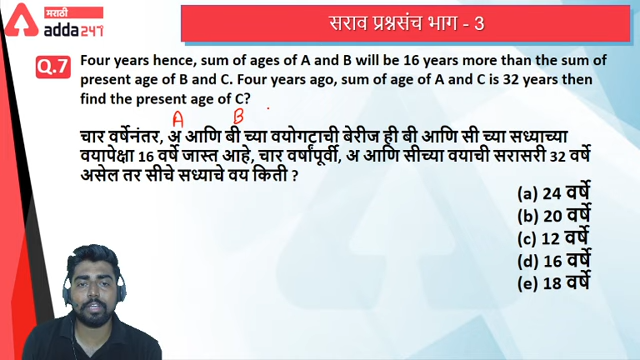 मराठी
adda247
सराव प्रश्नसंच भाग - 3
Q.7
Four years hence, sum of ages of A and B will be 16 years more than the sum of
present age of B and C. Four years ago, sum of age of A and C is 32 years then
find the present age of C?
A B
चार वर्षेनंतर, अ आणि बी च्या वयोगटाची बेरीज ही बी आणि सी च्या सध्याच्या
वयापेक्षा 16 वर्षे जास्त आहे, चार वर्षांपूर्वी, अ आणि सीच्या वयाची सरासरी 32 वर्षे
असेल तर सीचे सध्याचे वय किती ?
(a) 24 वर्षे
(b) 20 वर्षे
(c) 12 वर्षे
(d) 16 वर्षे
(e) 18 वर्षे